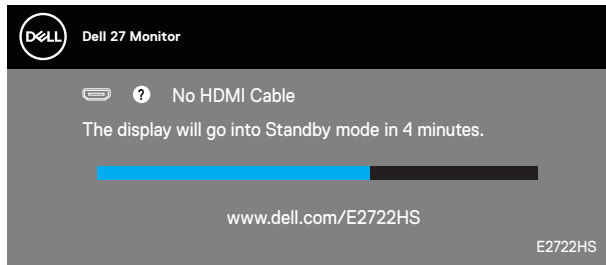 DELL
Dell 27 Monitor
? No HDMI Cable
The display will go into Standby mode in 4 minutes.
www.dell.com/E2722HS
E2722HS